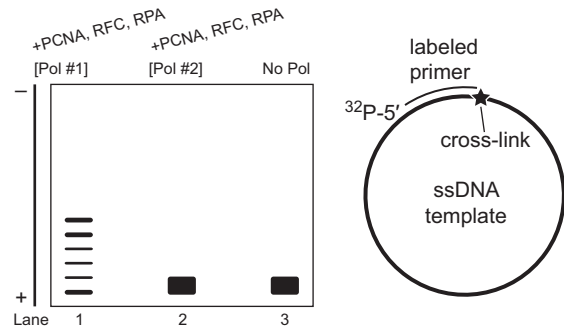 +PCNA, RFC, RPA
+PCNA, RFC, RPA
[Pol #1]
[Pol #2]
No Pol
–
+
Lane
1
2
3
labeled
primer
32P-5′
cross-link
ssDNA
template